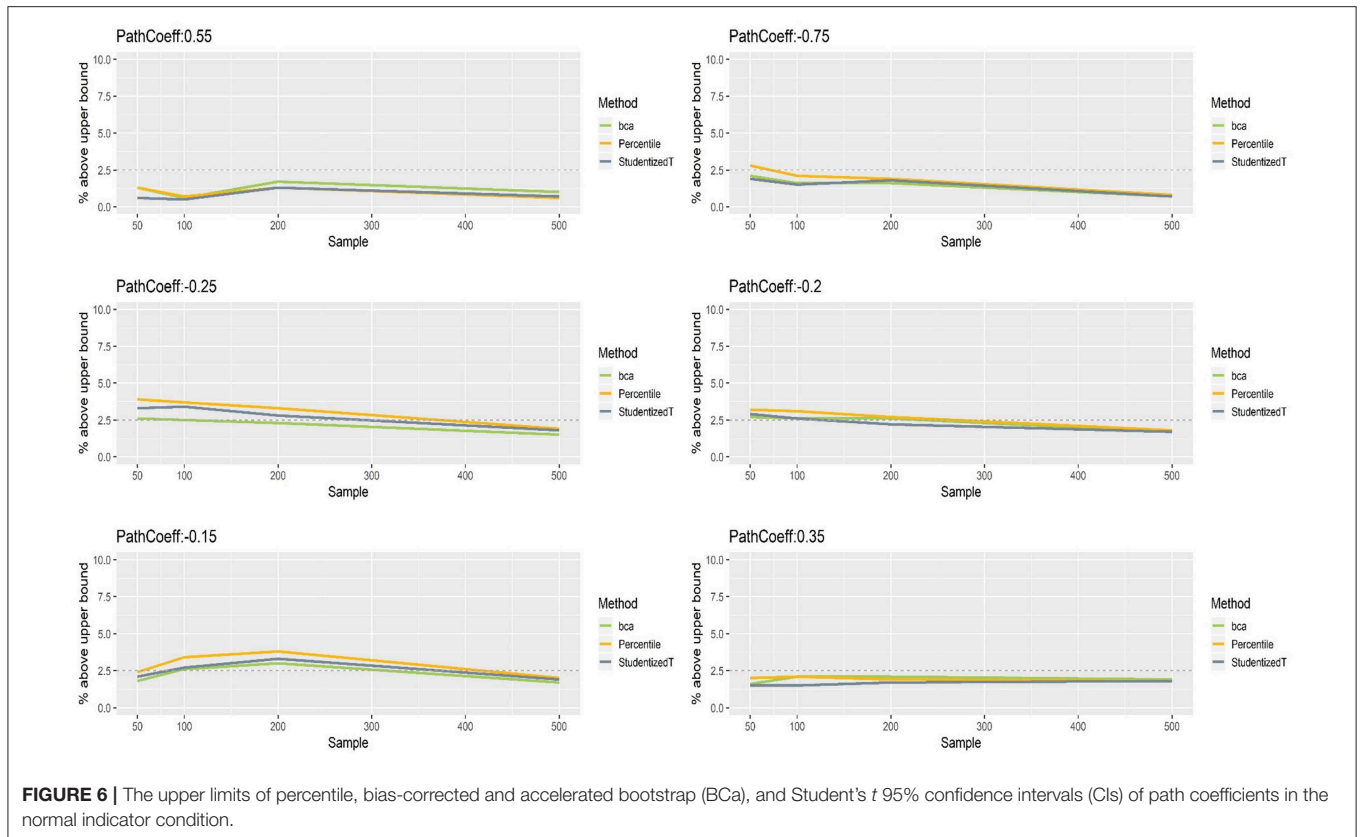 PathCoeff:0.55
% above upper bound
10.0
7.5
5.0
2.5
0.0
50 100 200 300 400 500
Sample
Method
bca
Percentile
StudentizedT
PathCoeff:-0.75
% above upper bound
10.0
7.5
5.0
2.5
0.0
50 100 200 300 400 500
Sample
Method
bca
Percentile
StudentizedT
PathCoeff:-0.25
% above upper bound
10.0
7.5
5.0
2.5
0.0
50 100 200 300 400 500
Sample
Method
bca
Percentile
StudentizedT
PathCoeff:-0.2
% above upper bound
10.0
7.5
5.0
2.5
0.0
50 100 200 300 400 500
Sample
Method
bca
Percentile
StudentizedT
PathCoeff:-0.15
% above upper bound
10.0
7.5
5.0
2.5
0.0
50 100 200 300 400 500
Sample
Method
bca
Percentile
StudentizedT
PathCoeff:0.35
% above upper bound
10.0
7.5
5.0
2.5
0.0
50 100 200 300 400 500
Sample
Method
bca
Percentile
StudentizedT
FIGURE 6 | The upper limits of percentile, bias-corrected and accelerated bootstrap (BCa), and Student's t 95% confidence intervals (CIs) of path coefficients in the
normal indicator condition.